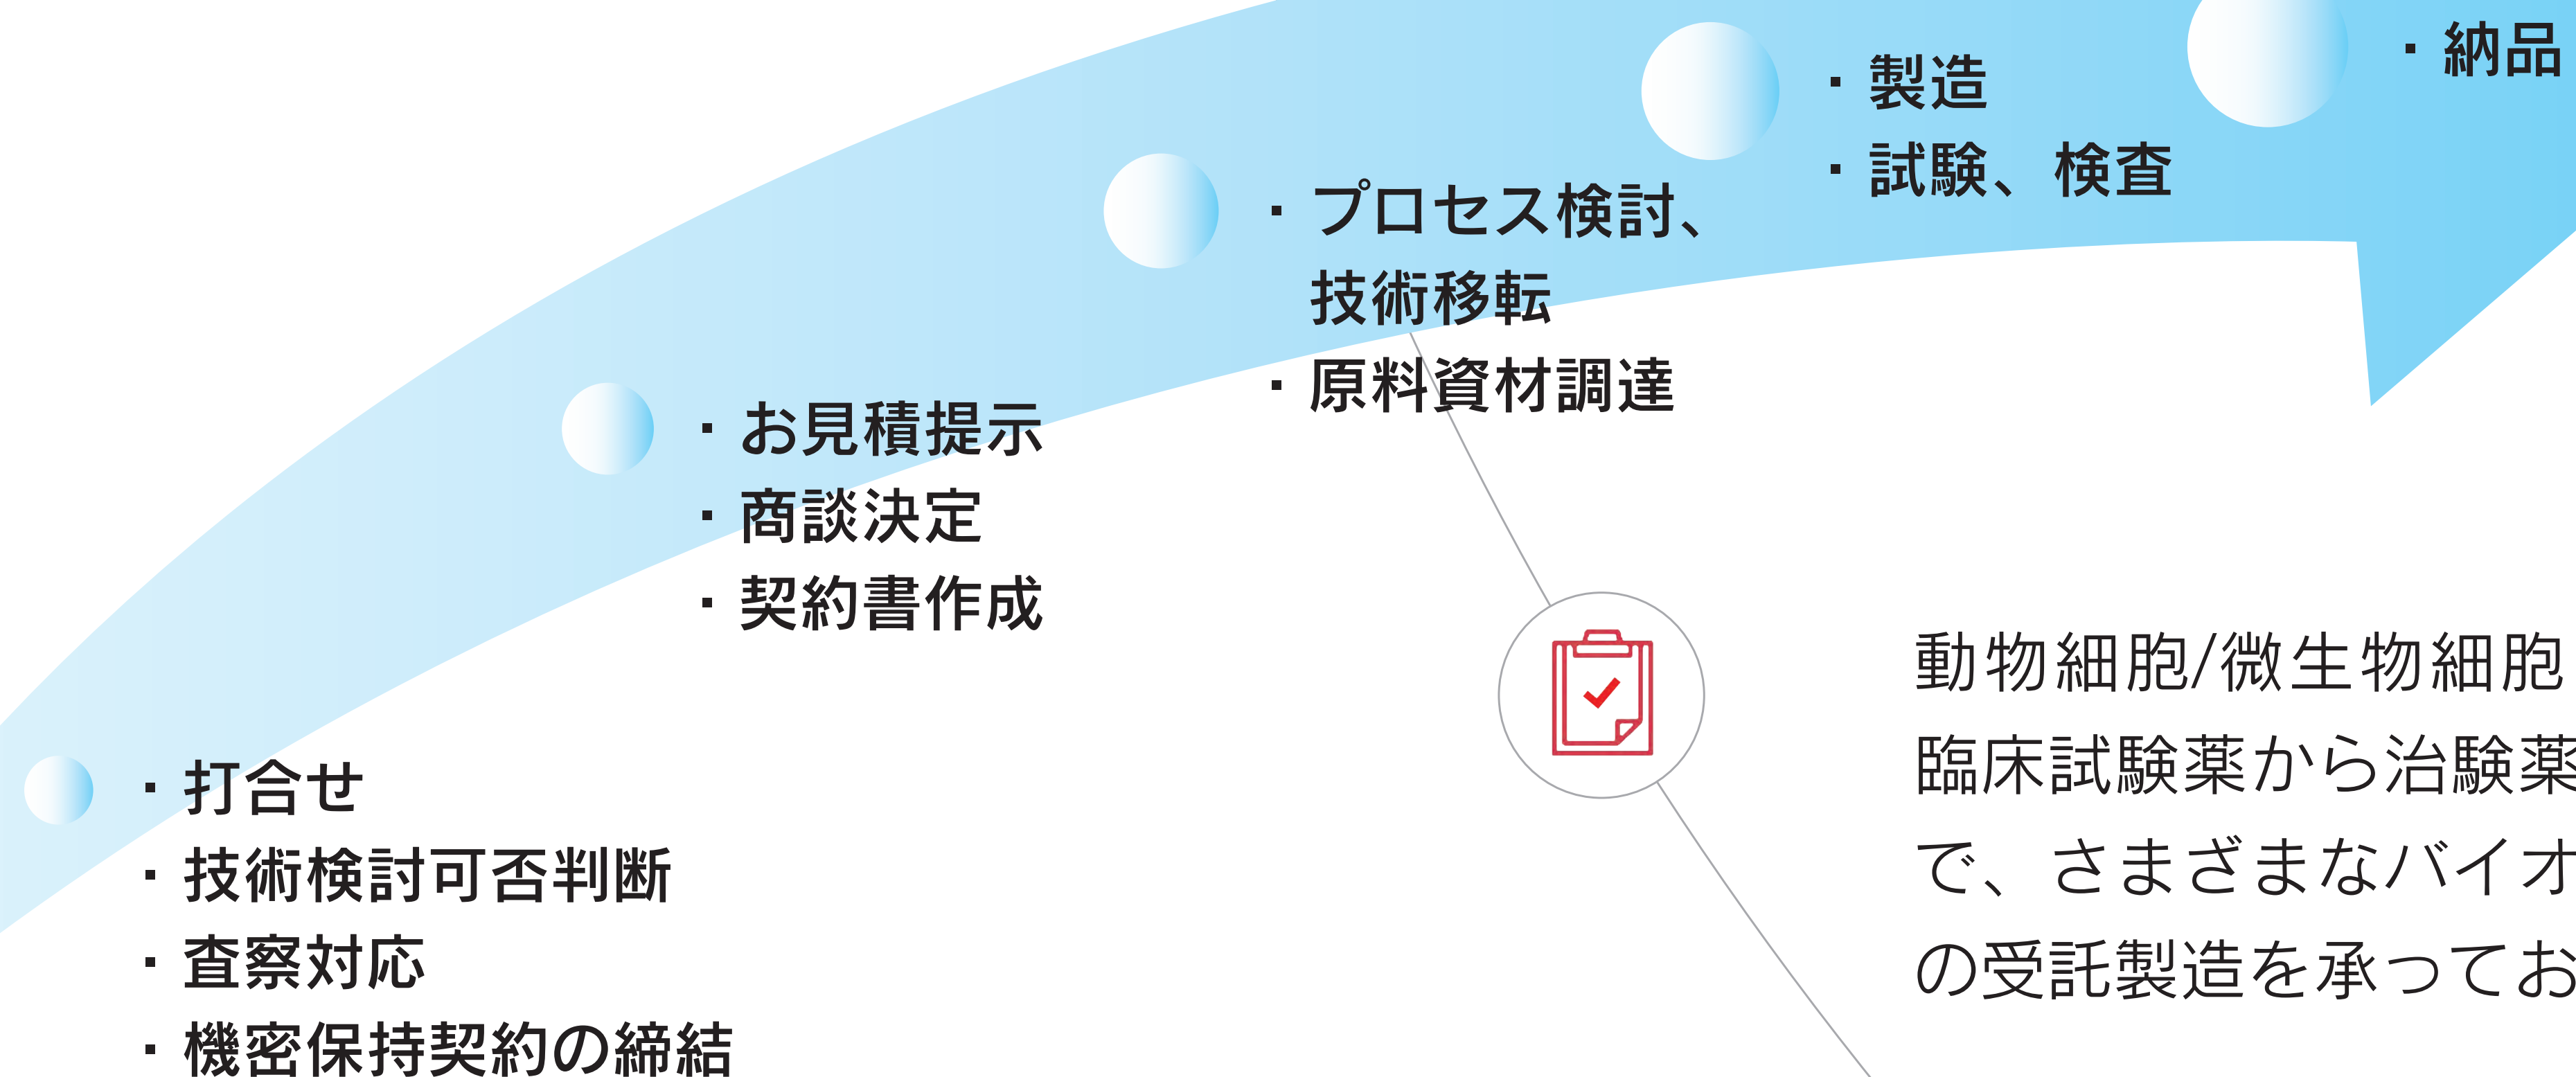 ・打合せ
・技術検討可否判断
・査察対応
・機密保持契約の締結
・お見積提示
・商談決定
・契約書作成
・プロセス検討、
技術移転
・原料資材調達
・製造
・試験、検査
・納品
動物細胞/微生物細胞
臨床試験薬から治験薬
で、さまざまなバイオ
の受託製造を承ってお